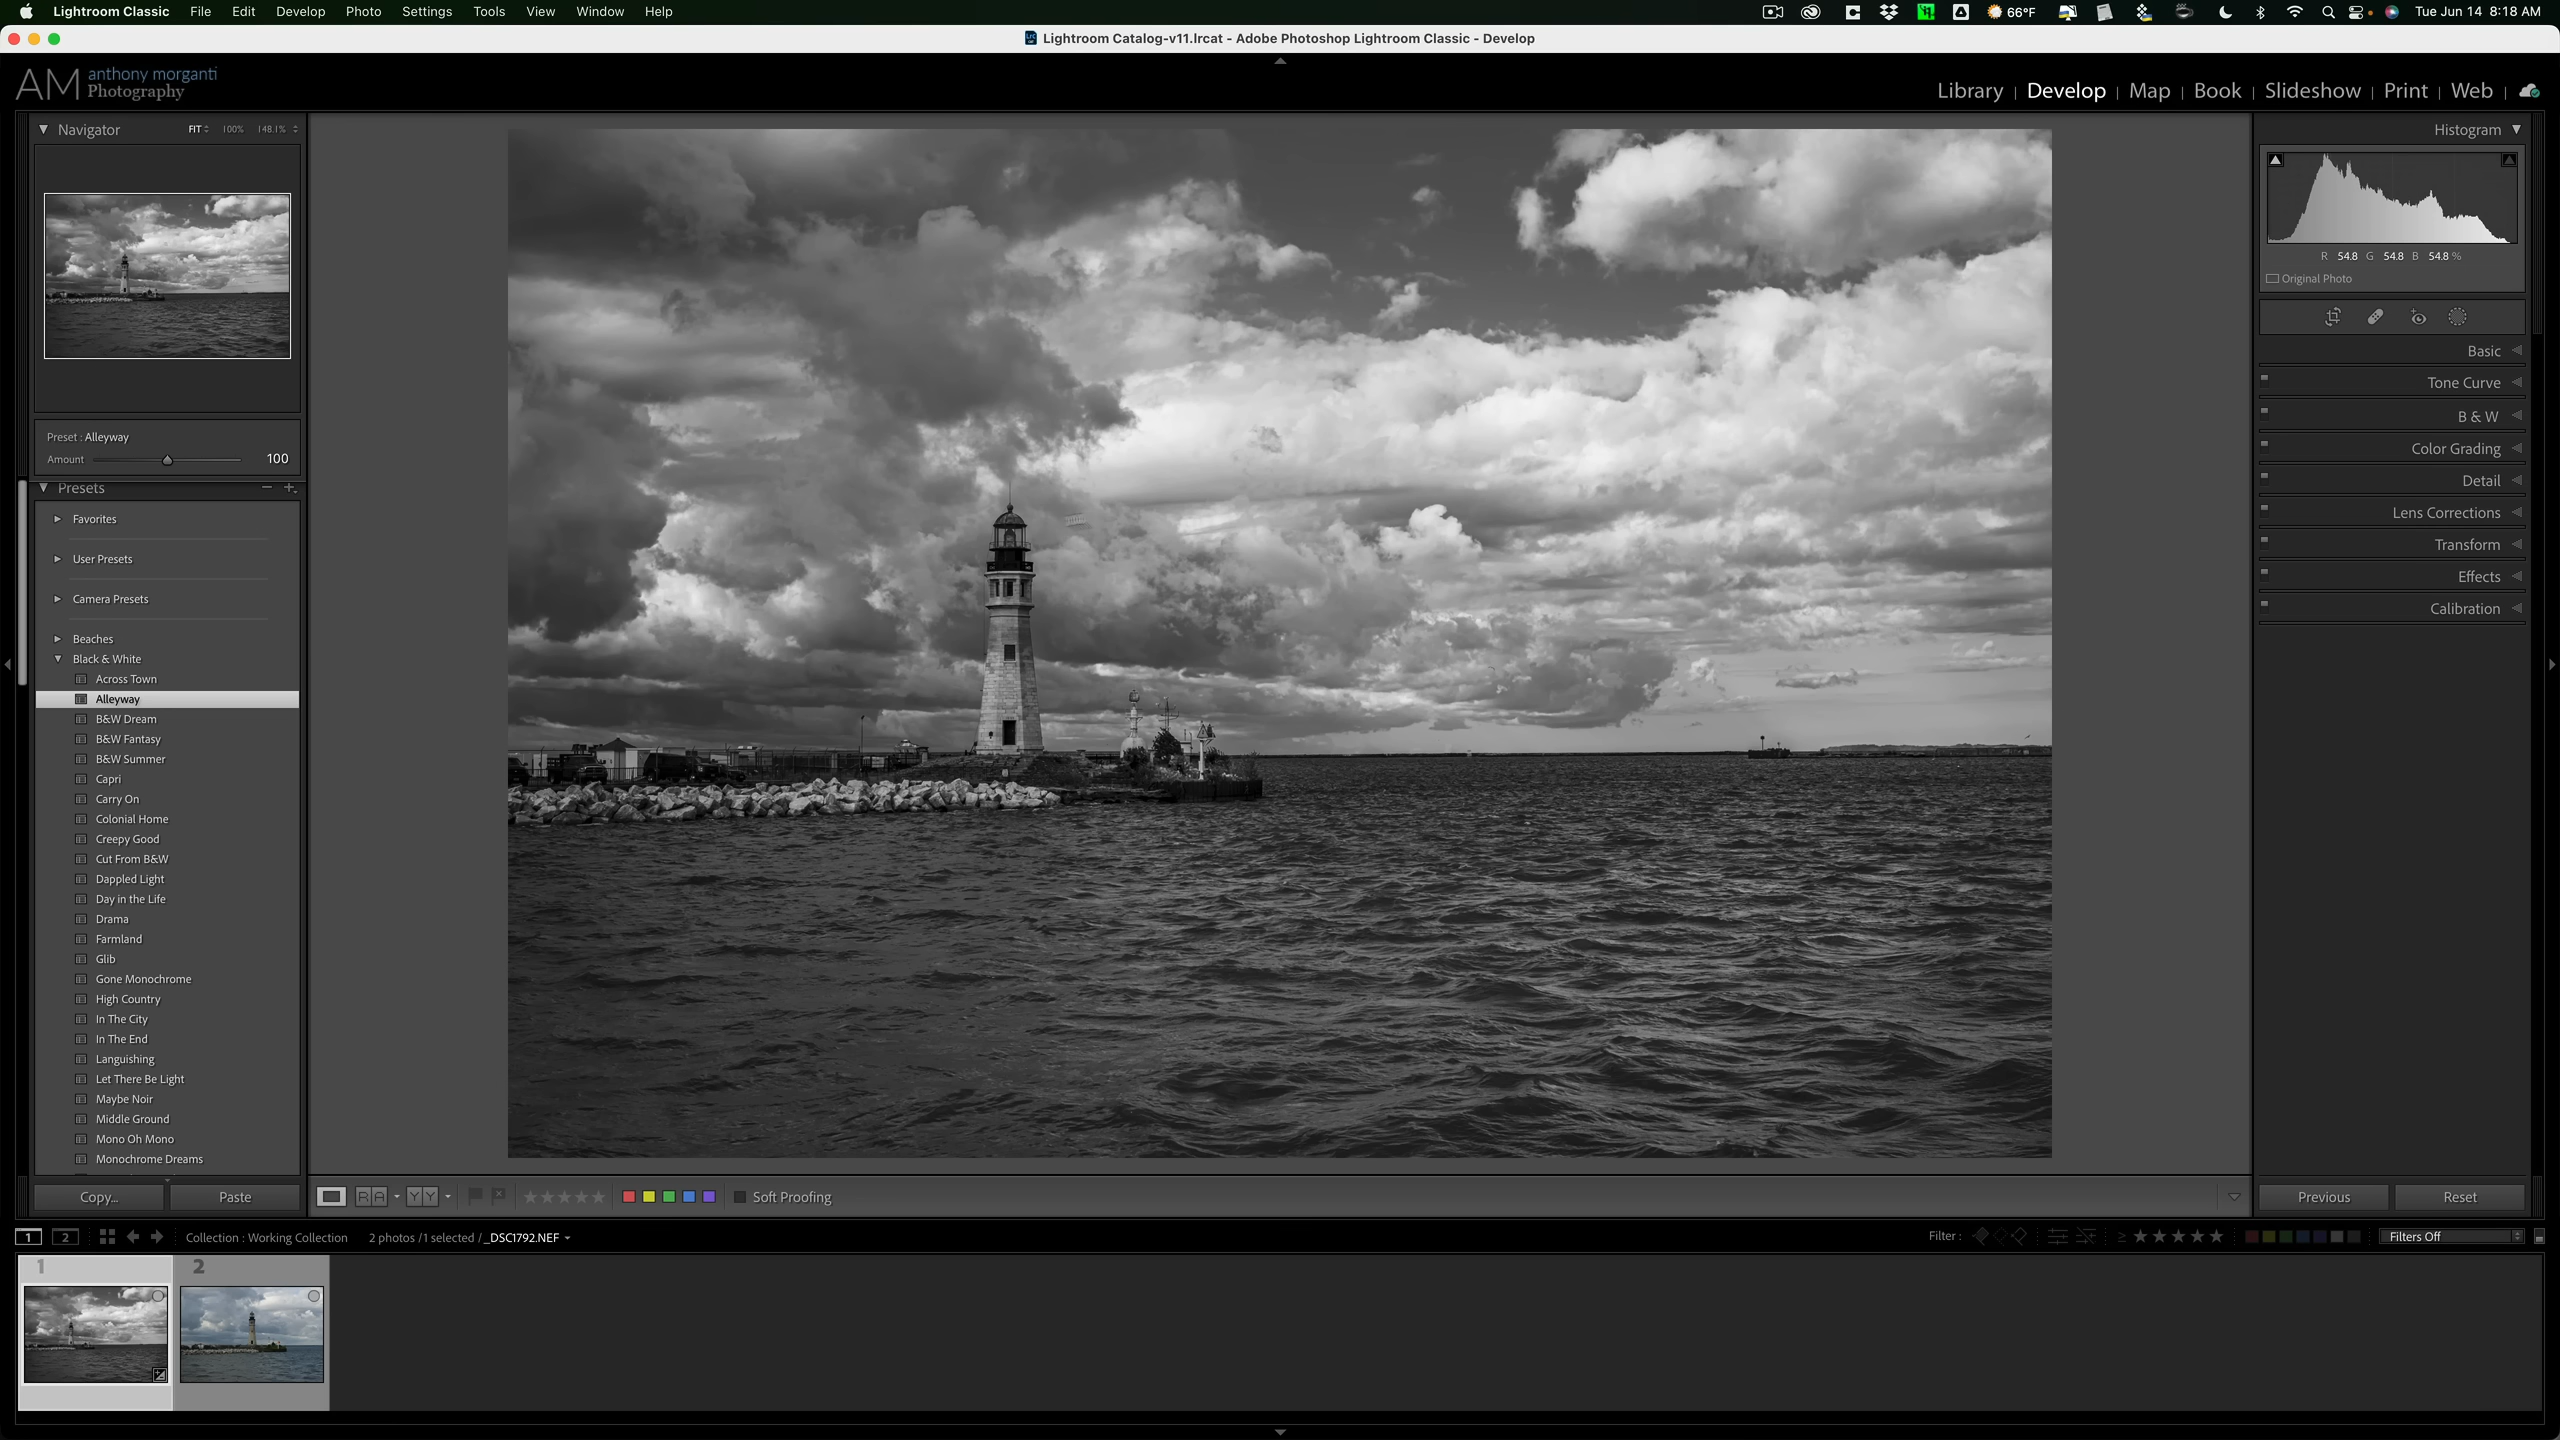 Lightroom Classic File Edit Develop Photo Settings Tools View Window Help 66°F Tue Jun 14 8:18 AM
Lightroom Catalog-v11.lrcat - Adobe Photoshop Lightroom Classic - Develop
AM anthony morganti
Photography
Library | Develop | Map | Book | Slideshow | Print | Web |
Navigator FIT 100% 148.1%
Histogram
R 54.8 G 54.8 B 54.8 %
Original Photo
Basic
Tone Curve
B & W
Color Grading
Detail
Lens Corrections
Transform
Effects
Calibration
Preset : Alleyway
Amount 100
Presets
Favorites
User Presets
Camera Presets
Beaches
Black & White
Across Town
Alleyway
B&W Dream
B&W Fantasy
B&W Summer
Capri
Carry On
Colonial Home
Creepy Good
Cut From B&W
Dappled Light
Day in the Life
Drama
Farmland
Glib
Gone Monochrome
High Country
In The City
In The End
Languishing
Let There Be Light
Maybe Noir
Middle Ground
Mono Oh Mono
Monochrome Dreams
Copy... Paste
R A Y Y Soft Proofing
Previous Reset
1 2 Collection : Working Collection 2 photos /1 selected /_DSC1792.NEF
Filter : Filters Off
1 2